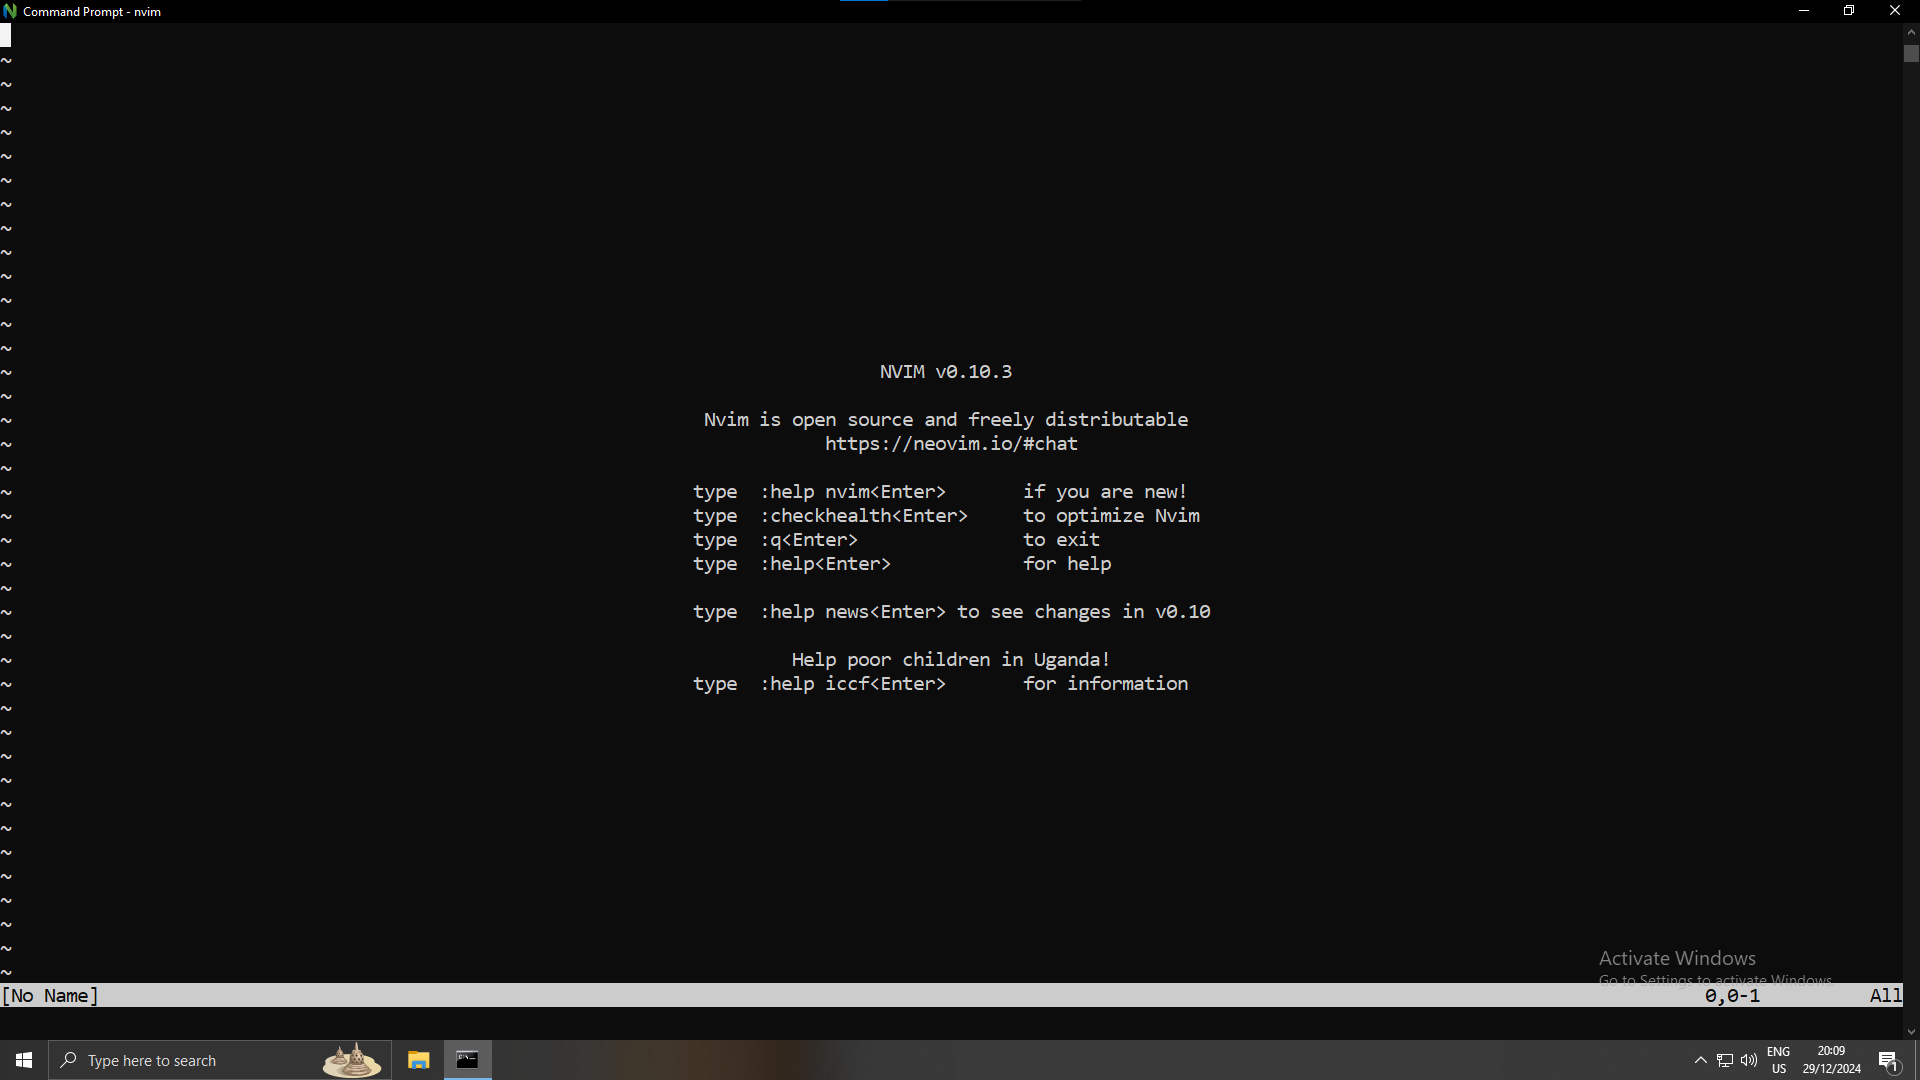 Command Prompt - nvim
~
~
~
~
~
~
~
~
~
~
~
~
~
~ NVIM v0.10.3
~
~ Nvim is open source and freely distributable
~ https://neovim.io/#chat
~
~ type :help nvim<Enter> if you are new!
~ type :checkhealth<Enter> to optimize Nvim
~ type :q<Enter> to exit
~ type :help<Enter> for help
~
~ type :help news<Enter> to see changes in v0.10
~
~ Help poor children in Uganda!
~ type :help iccf<Enter> for information
~
~
~
~
~
~
~
~
~
~
~
~
Activate Windows
Go to Settings to activate Windows.
[No Name] 0,0-1 All
Type here to search
ENG
US
20:09
29/12/2024
1